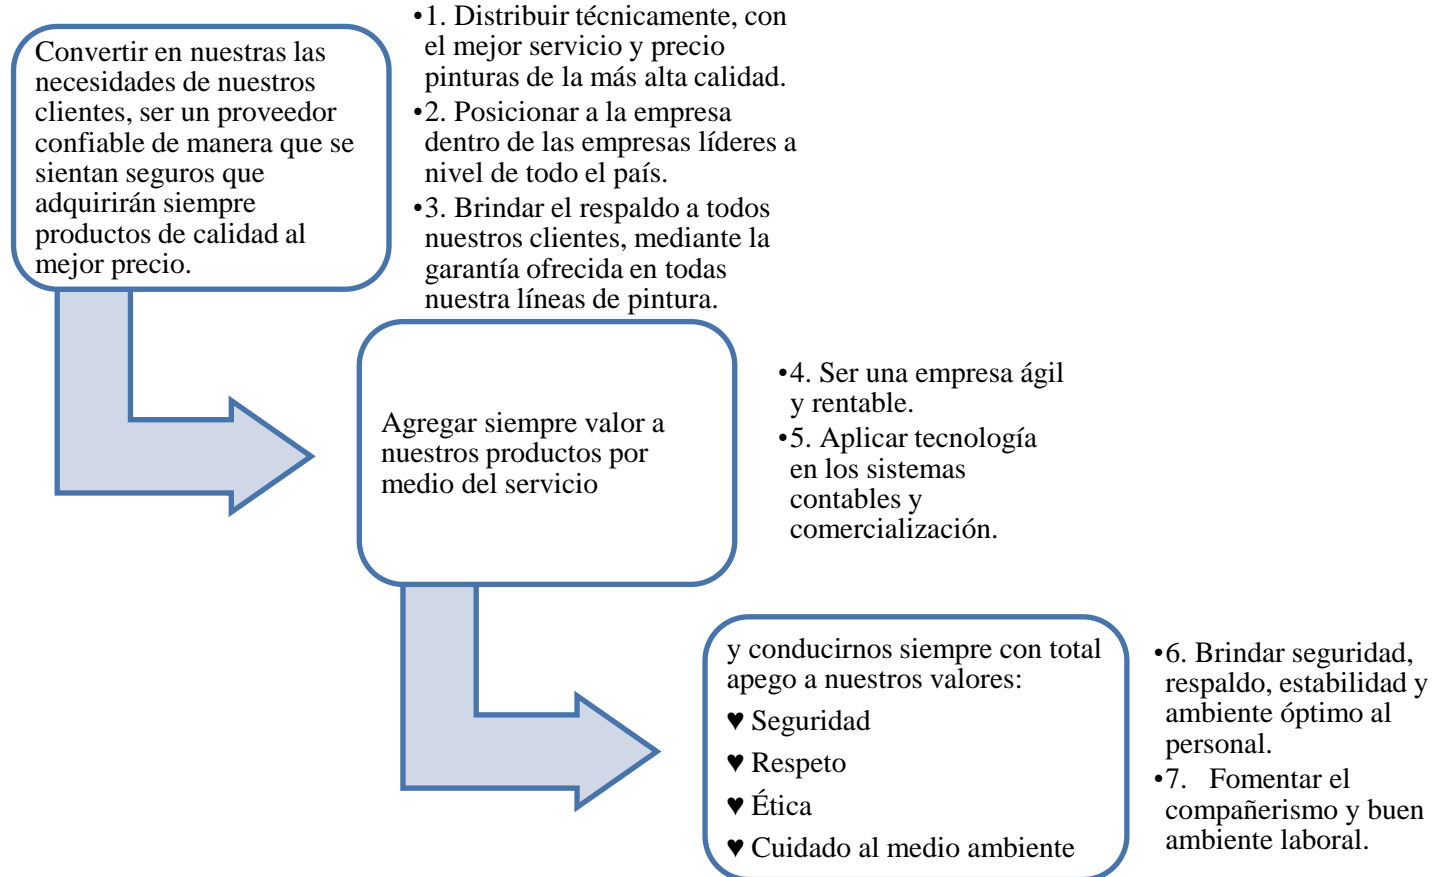 Convertir en nuestras las
necesidades de nuestros
clientes, ser un proveedor
confiable de manera que se
sientan seguros que
adquirirán siempre
productos de calidad al
mejor precio.
•1. Distribuir técnicamente, con
el mejor servicio y precio
pinturas de la más alta calidad.
•2. Posicionar a la empresa
dentro de las empresas líderes a
nivel de todo el país.
•3. Brindar el respaldo a todos
nuestros clientes, mediante la
garantía ofrecida en todas
nuestra líneas de pintura.
Agregar siempre valor a
nuestros productos por
medio del servicio
•4. Ser una empresa ágil
y rentable.
•5. Aplicar tecnología
en los sistemas
contables y
comercialización.
y conducirnos siempre con total
apego a nuestros valores:
♥ Seguridad
♥ Respeto
♥ Ética
♥ Cuidado al medio ambiente
•6. Brindar seguridad,
respaldo, estabilidad y
ambiente óptimo al
personal.
•7. Fomentar el
compañerismo y buen
ambiente laboral.